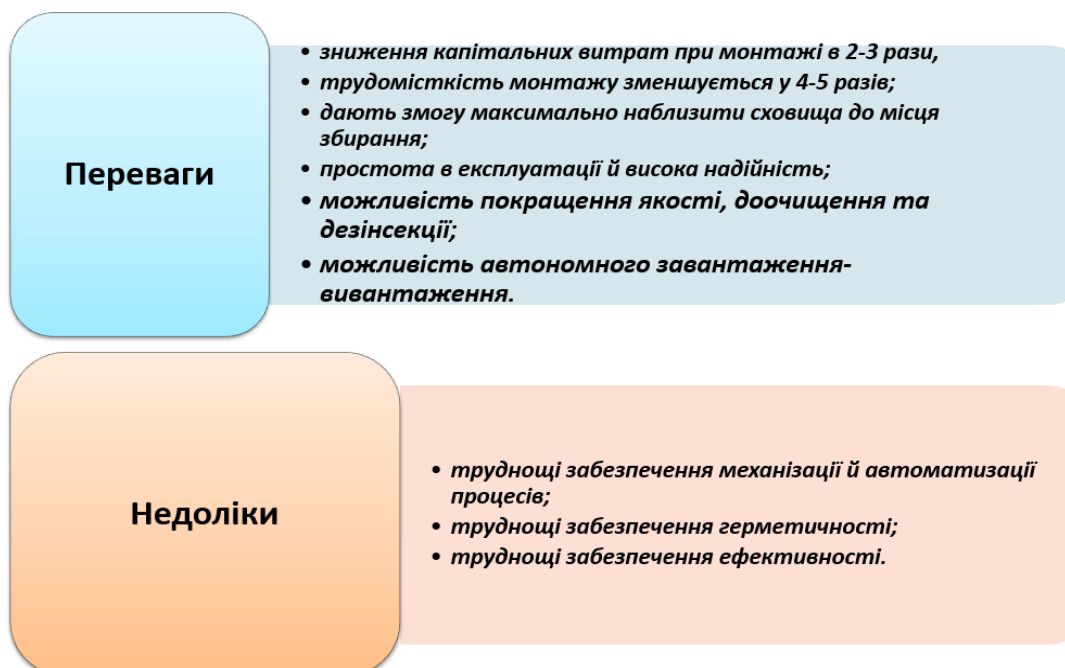 Переваги
• зниження капітальних витрат при монтажі в 2-3 рази,
• трудомісткість монтажу зменшується у 4-5 разів;
• дають змогу максимально наблизити сховища до місця
збирання;
• простота в експлуатації й висока надійність;
• можливість покращення якості, доочищення та
дезінсекції;
• можливість автономного завантаження-
вивантаження.
Недоліки
• труднощі забезпечення механізації й автоматизації
процесів;
• труднощі забезпечення герметичності;
• труднощі забезпечення ефективності.